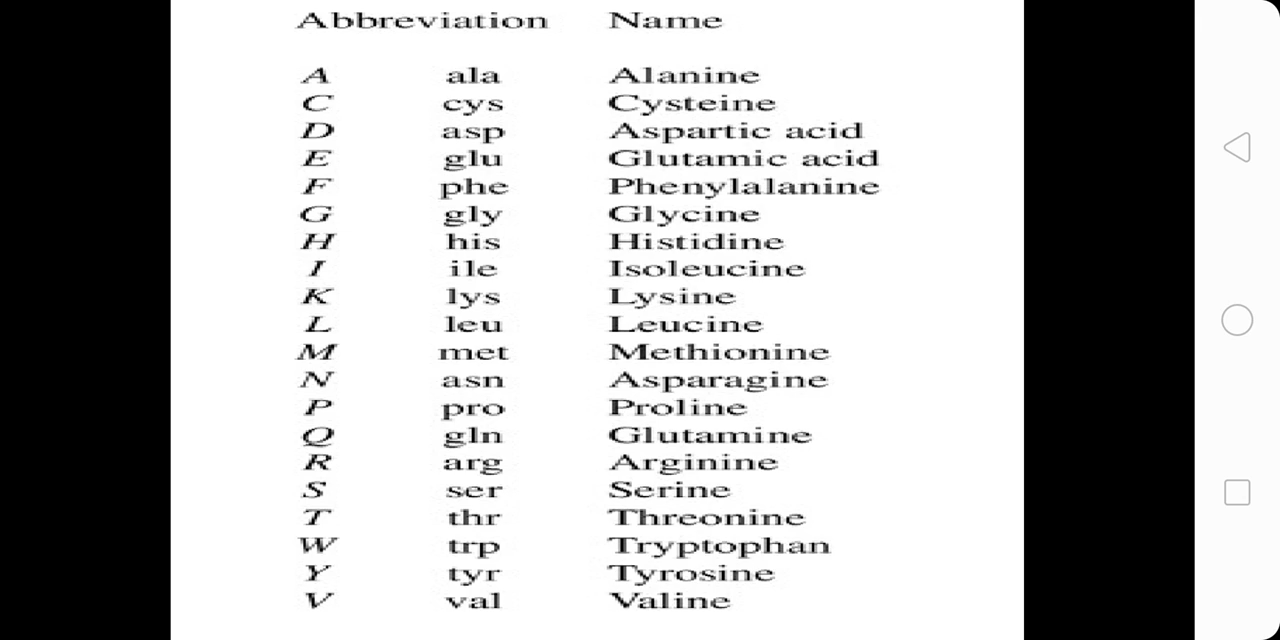 Abbreviation Name
A ala Alanine
C cys Cysteine
D asp Aspartic acid
E glu Glutamic acid
F phe Phenylalanine
G gly Glycine
H his Histidine
I ile Isoleucine
K lys Lysine
L leu Leucine
M met Methionine
N asn Asparagine
P pro Proline
Q gln Glutamine
R arg Arginine
S ser Serine
T thr Threonine
W trp Tryptophan
Y tyr Tyrosine
V val Valine